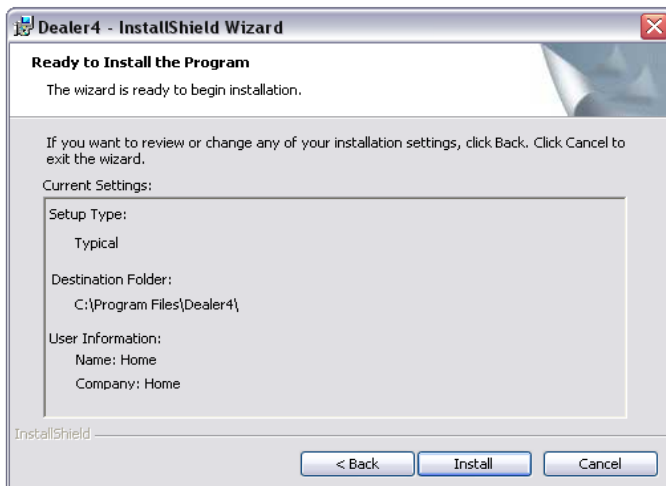 Dealer4 - InstallShield Wizard
Ready to Install the Program
The wizard is ready to begin installation.
If you want to review or change any of your installation settings, click Back. Click Cancel to
exit the wizard.
Current Settings:
Setup Type:
Typical
Destination Folder:
C:\Program Files\Dealer4\
User Information:
Name: Home
Company: Home
InstallShield
< Back
Install
Cancel